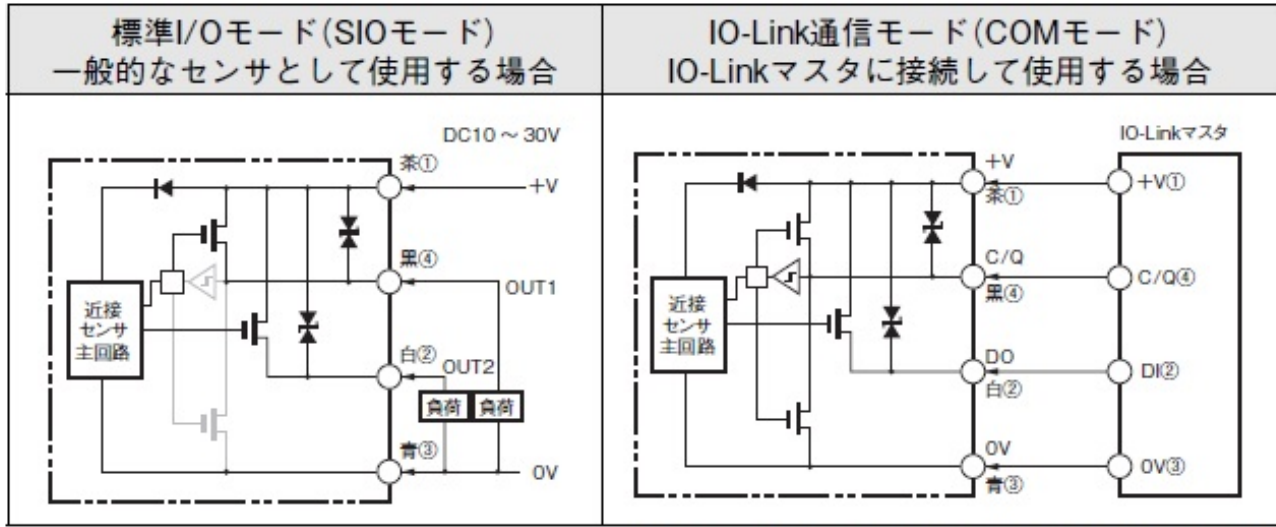 標準I/Oモード(SIOモード)
一般的なセンサとして使用する場合
IO-Link通信モード(COMモード)
IO-Linkマスタに接続して使用する場合
DC10～30V
茶①
+V
黒④
OUT1
近接
センサ
主回路
白②
OUT2
負荷
負荷
青③
0V
IO-Linkマスタ
+V
茶①
+V①
C/Q
黒④
C/Q④
近接
センサ
主回路
DO
白②
DI②
0V
青③
0V③